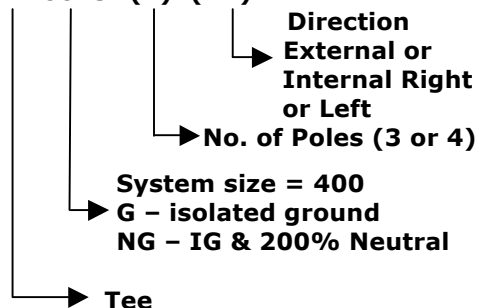 Direction
External or
Internal Right
or Left
No. of Poles (3 or 4)
System size = 400
G – isolated ground
NG – IG & 200% Neutral
Tee